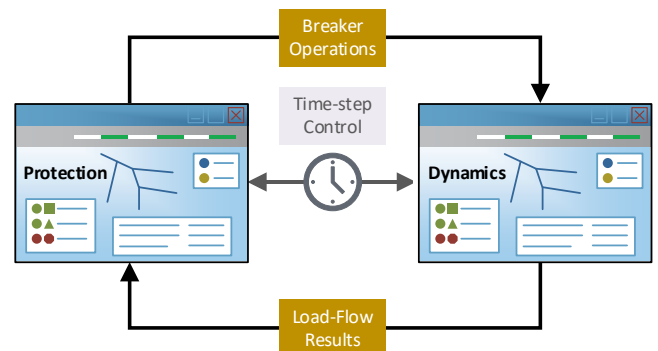 Breaker
Operations
Time-step
Control
Protection
Dynamics
Load-Flow
Results